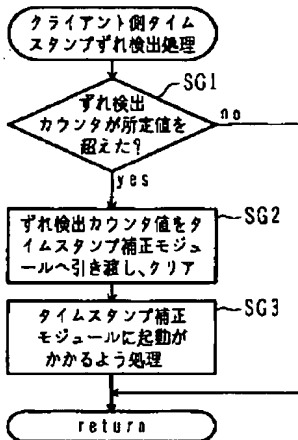 クライアント側タイム
スタンプずれ検出処理
SG1
ずれ検出
カウンタが所定値を
超えた?
no
yes
SG2
ずれ検出カウンタ値をタ
イムスタンプ補正モジュ
ールへ引き渡し、クリア
SG3
タイムスタンプ補正
モジュールに起動が
かかるよう処理
return